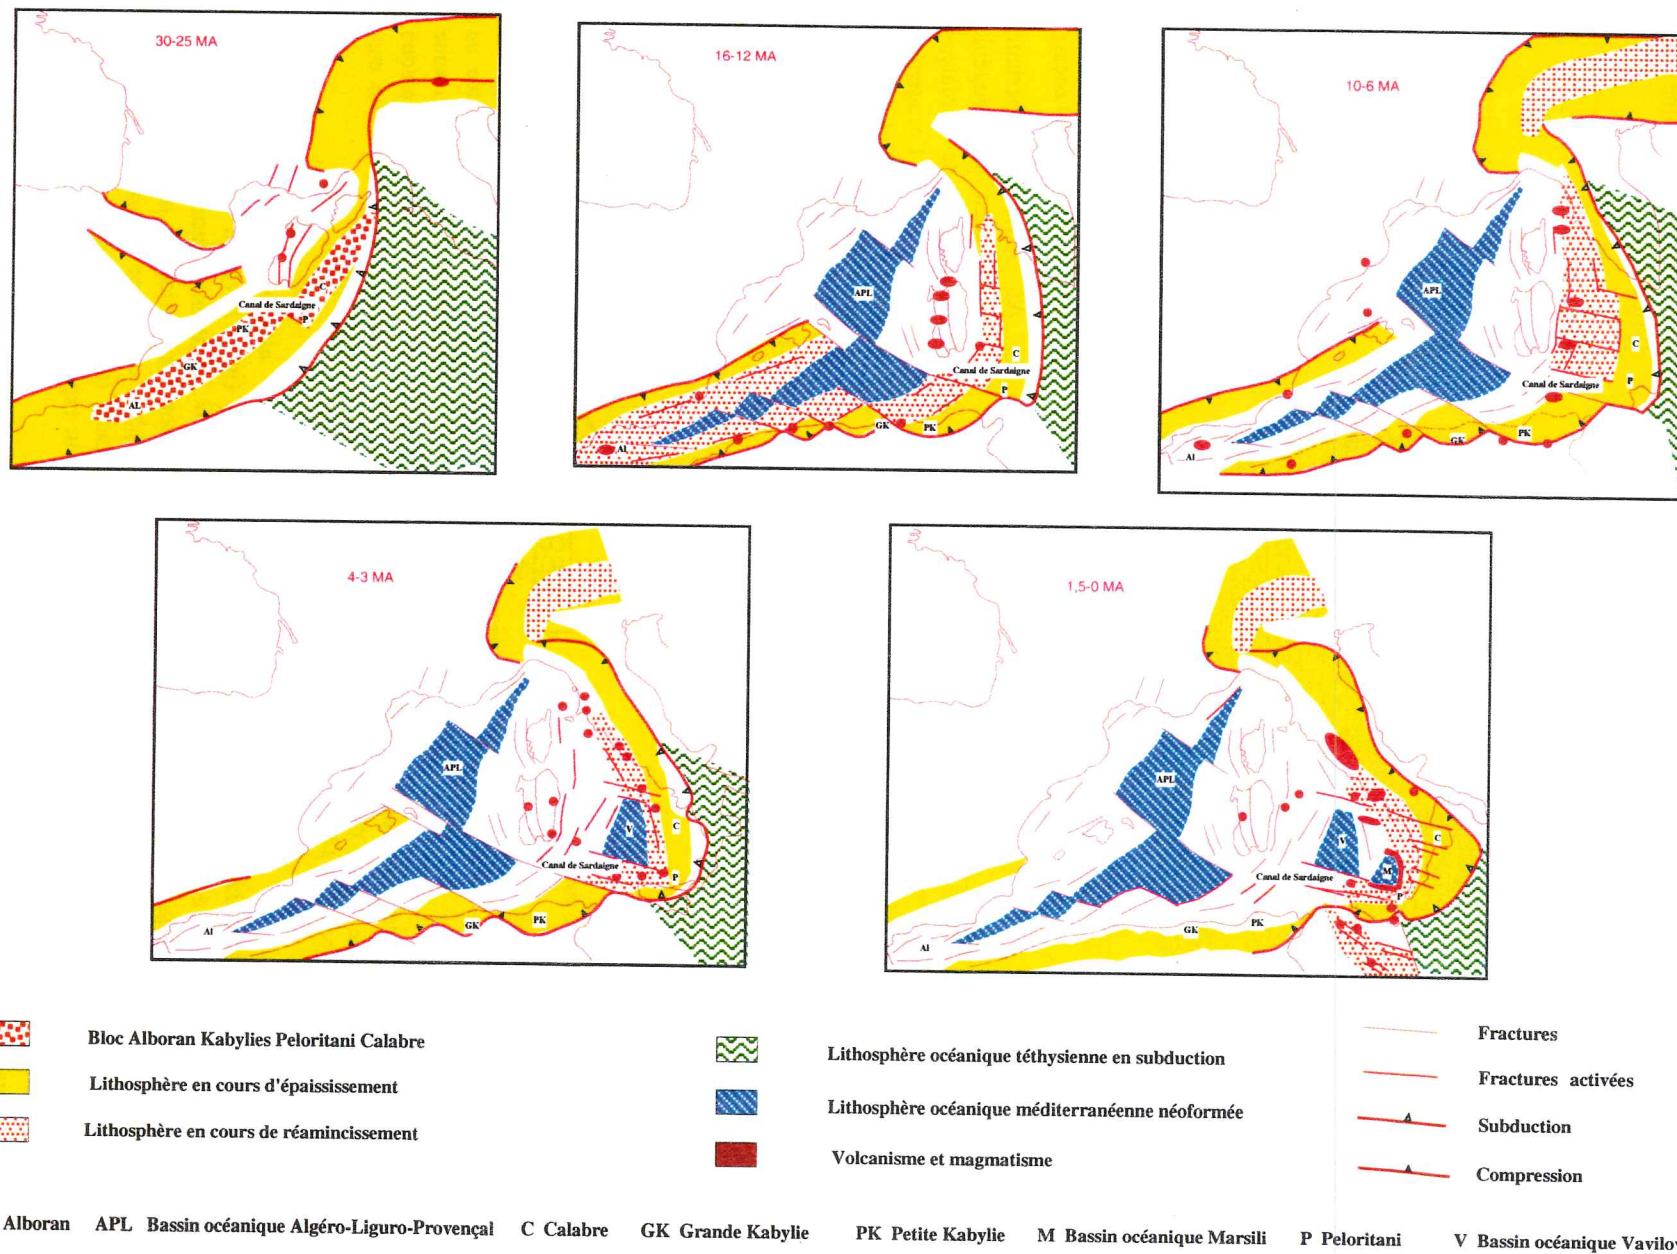 30-25 MA
Canal de Sardaigne
C
P
PK
GK
AL
16-12 MA
APL
C
Canal de Sardaigne
P
GK
PK
Al
10-6 MA
APL
C
Canal de Sardaigne
P
PK
GK
Al
4-3 MA
APL
V
C
Canal de Sardaigne
P
PK
GK
Al
1,5-0 MA
APL
V
C
M
Canal de Sardaigne
P
PK
GK
Al
Bloc Alboran Kabylies Peloritani Calabre
Lithosphère en cours d'épaississement
Lithosphère en cours de réamincissement
Lithosphère océanique téthysienne en subduction
Lithosphère océanique méditerranéenne néoformée
Volcanisme et magmatisme
Fractures
Fractures activées
Subduction
Compression
Alboran APL Bassin océanique Algéro-Liguro-Provençal C Calabre GK Grande Kabylie PK Petite Kabylie M Bassin océanique Marsili P Peloritani V Bassin océanique Vavilov